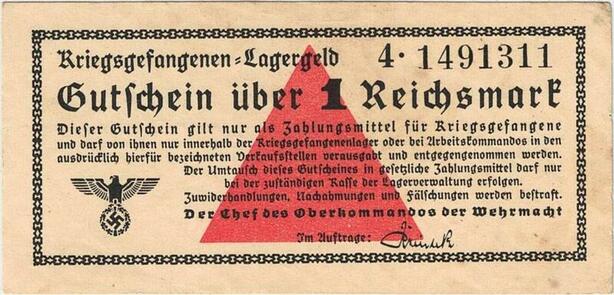 Kriegsgefangenen-Lagergeld 4·1491311
Gutschein über 1 Reichsmark
Dieser Gutschein gilt nur als Zahlungsmittel für Kriegsgefangene
und darf von ihnen nur innerhalb der Kriegsgefangenenlager oder bei Arbeitskommandos in den
ausdrücklich hierfür bezeichneten Verkaufsstellen verausgabt und entgegengenommen werden.
Der Umtausch dieses Gutscheines in gesetzliche Zahlungsmittel darf nur
bei der zuständigen Kasse der Lagerverwaltung erfolgen.
Zuwiderhandlungen, Nachahmungen und Fälschungen werden bestraft.
Der Chef des Oberkommandos der Wehrmacht
Im Auftrage: